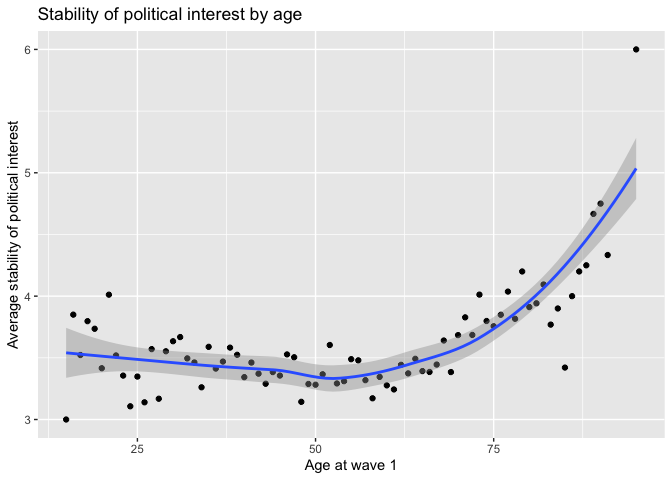 Stability of political interest by age
Average stability of political interest
6
5
4
3
25
50
75
Age at wave 1